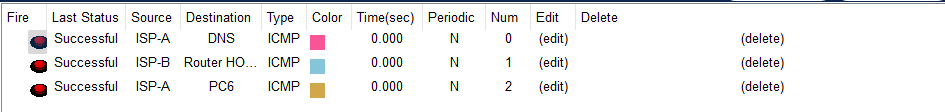 Fire Last Status Source Destination Type Color Time(sec) Periodic Num Edit Delete
Successful ISP-A DNS ICMP 0.000 N 0 (edit) (delete)
Successful ISP-B Router HO... ICMP 0.000 N 1 (edit) (delete)
Successful ISP-A PC6 ICMP 0.000 N 2 (edit) (delete)